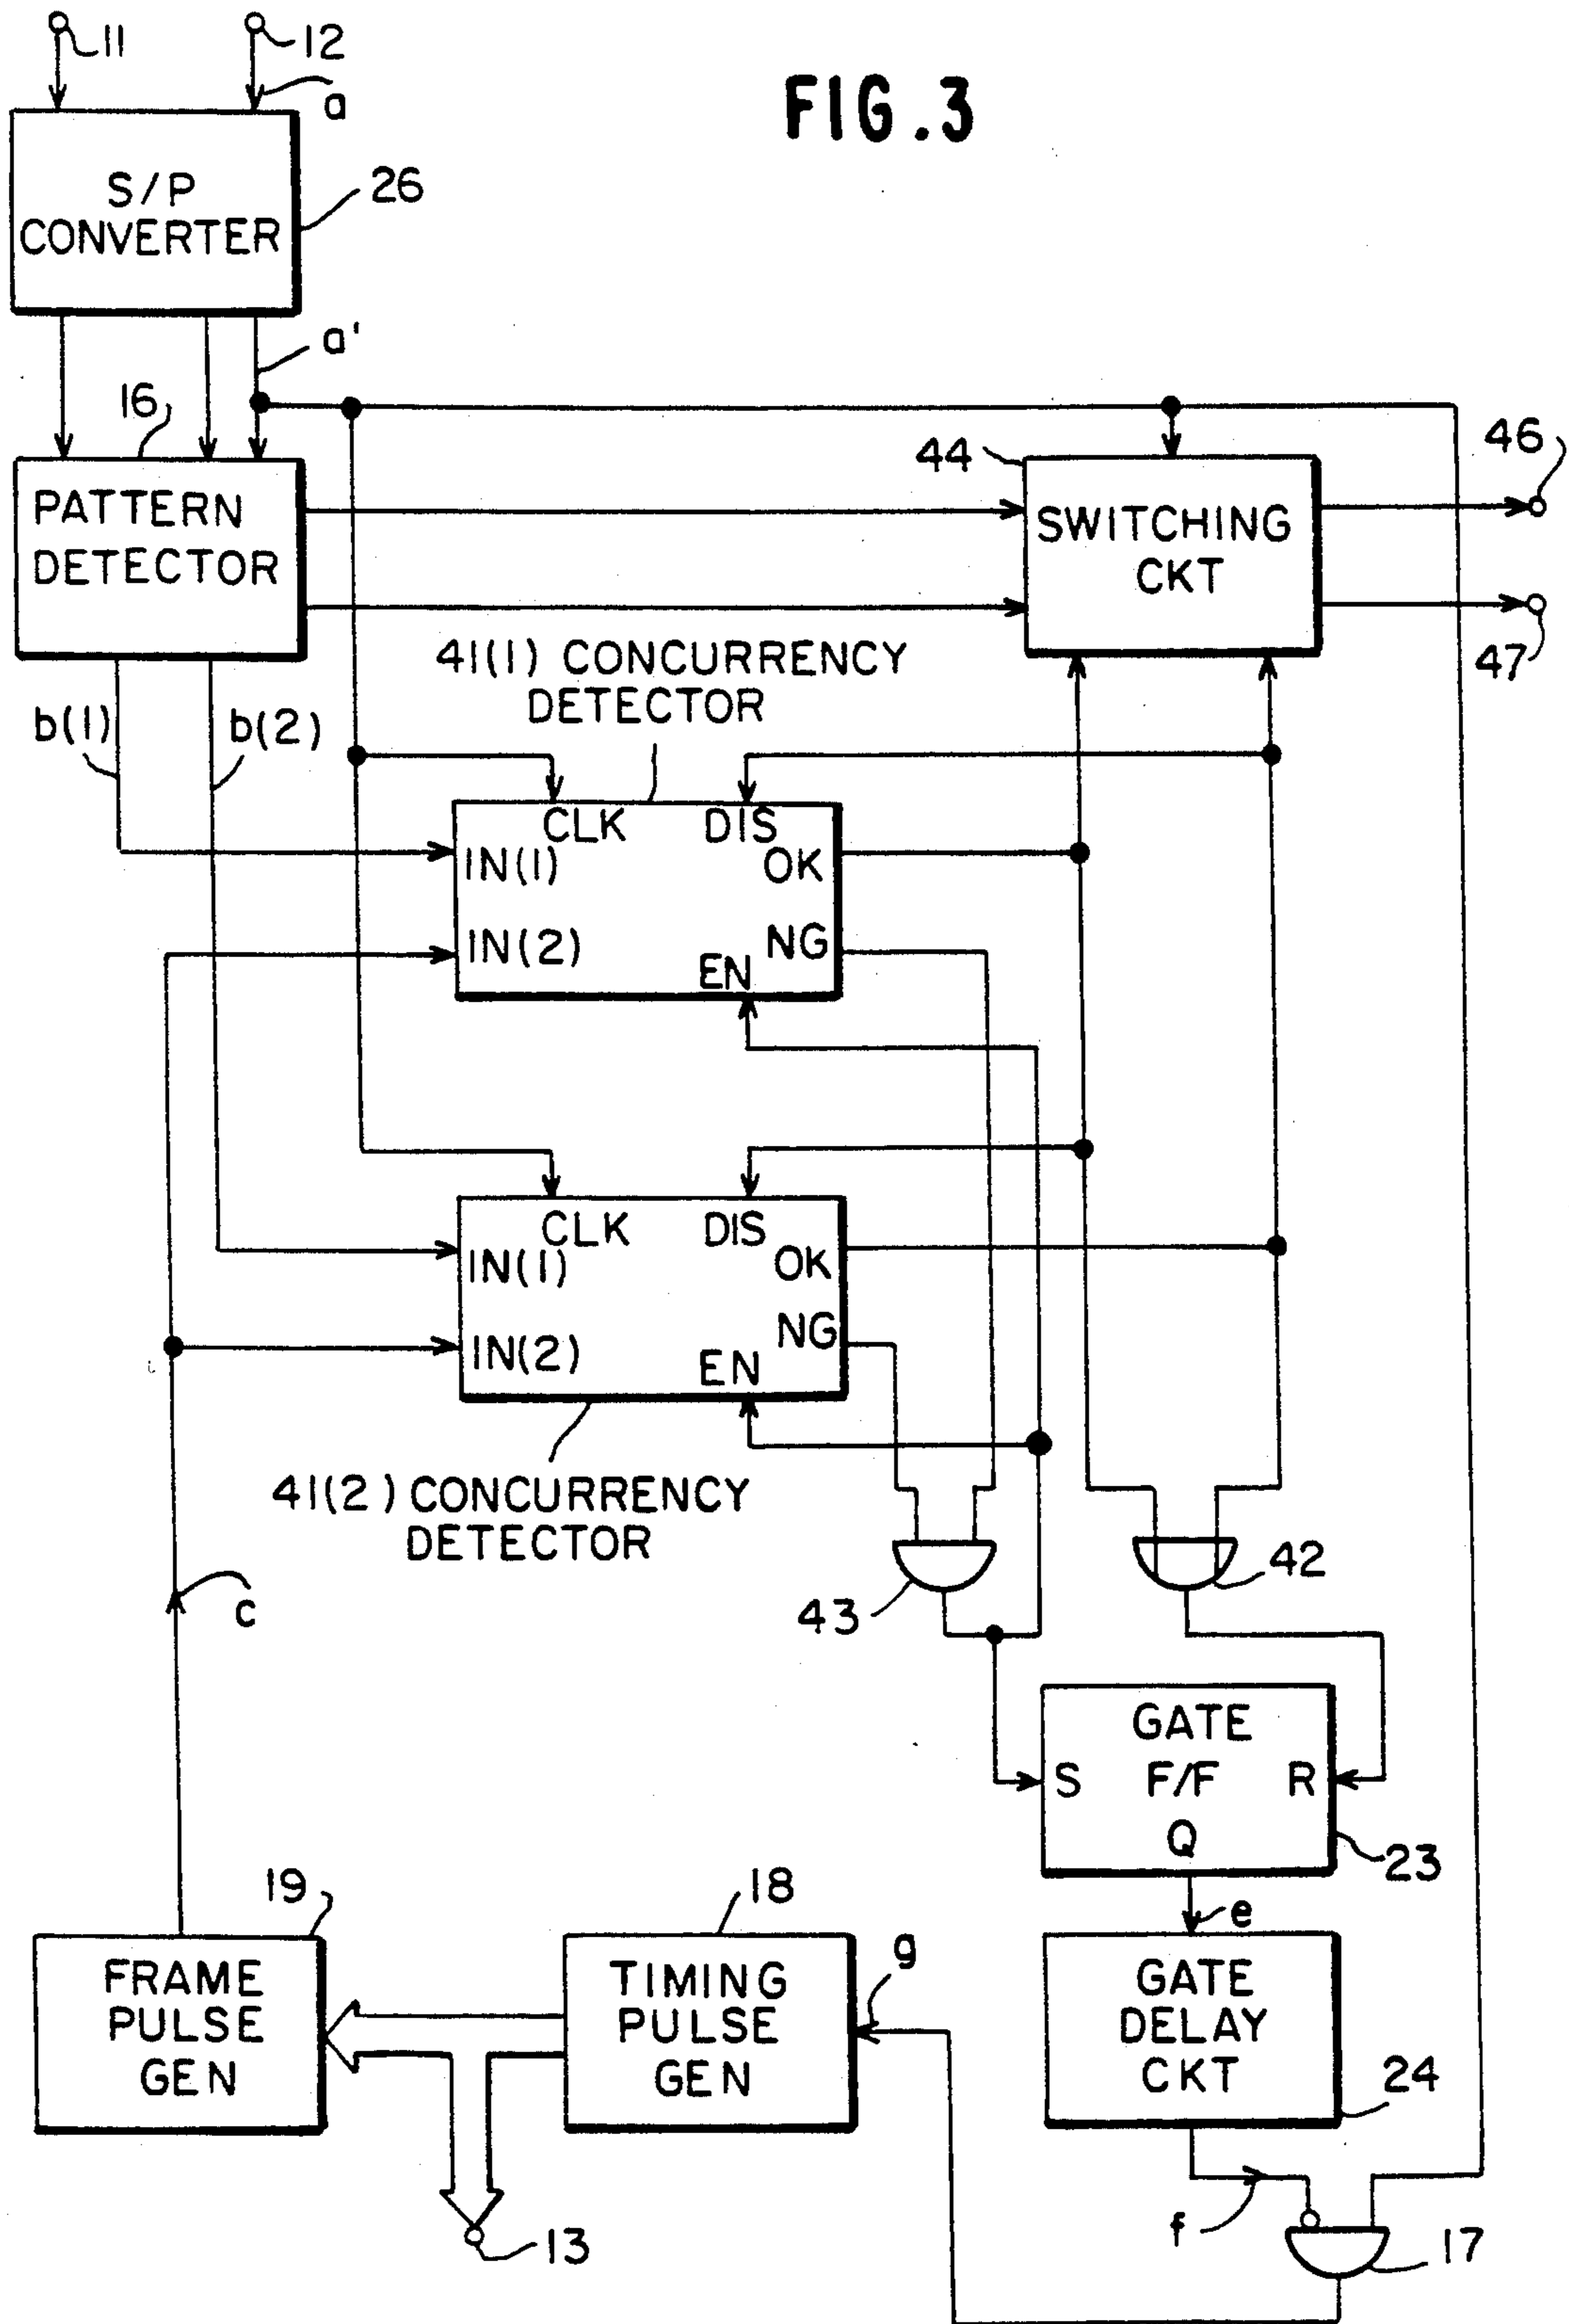 11
12
a
FIG.3
S/P
CONVERTER
26
a'
16
44
46
PATTERN
DETECTOR
SWITCHING
CKT
47
41(1) CONCURRENCY
DETECTOR
b(1)
b(2)
CLK
DIS
IN(1)
OK
IN(2)
NG
EN
CLK
DIS
IN(1)
OK
IN(2)
NG
EN
41(2) CONCURRENCY
DETECTOR
43
42
c
GATE
S F/F R
Q
23
19
18
e
g
FRAME
PULSE
GEN
TIMING
PULSE
GEN
GATE
DELAY
CKT
24
f
13
17